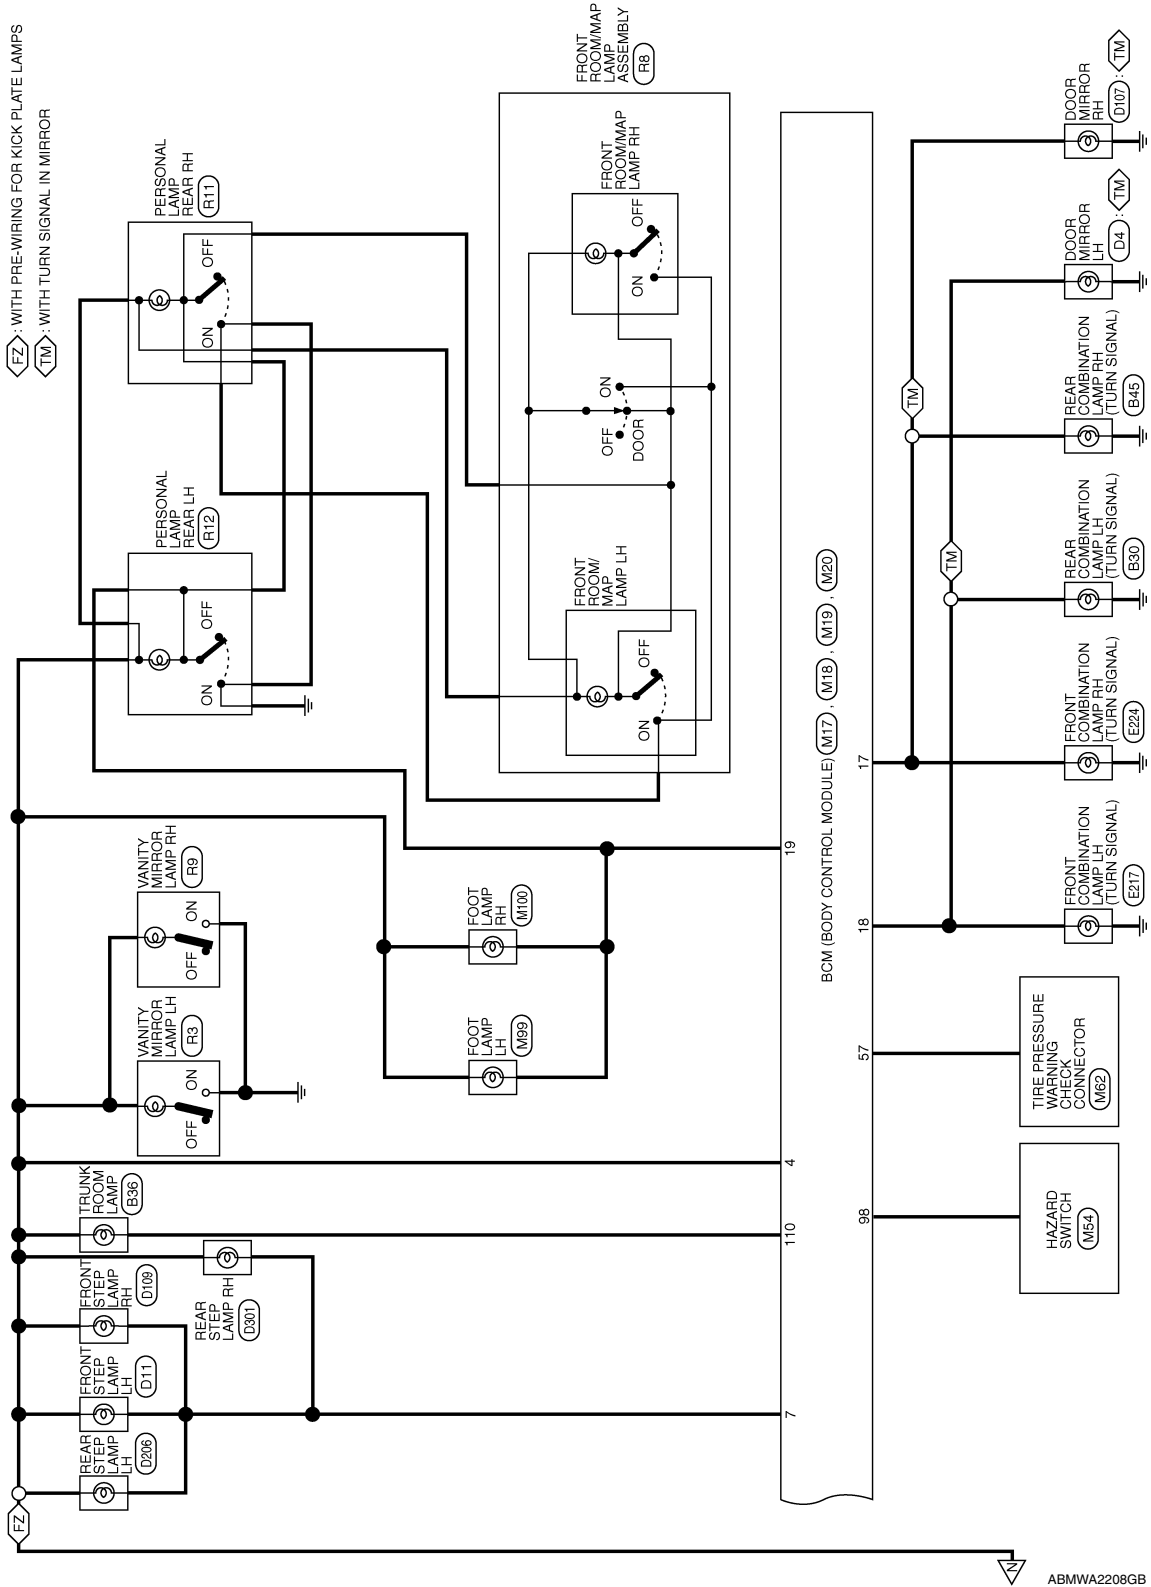 FZ : WITH PRE-WIRING FOR KICK PLATE LAMPS
TM : WITH TURN SIGNAL IN MIRROR
FZ
REAR
STEP
LAMP
LH
D206
FRONT
STEP
LAMP
LH
D11
FRONT
STEP
LAMP
RH
D109
REAR
STEP
LAMP RH
D301
TRUNK
ROOM
LAMP
B36
VANITY
MIRROR
LAMP LH
R3
OFF
ON
VANITY
MIRROR
LAMP RH
R9
OFF
ON
PERSONAL
LAMP
REAR LH
R12
ON
OFF
PERSONAL
LAMP
REAR RH
R11
ON
OFF
FOOT
LAMP
LH
M99
FOOT
LAMP
RH
M100
FRONT
ROOM/MAP
LAMP
ASSEMBLY
R8
FRONT
ROOM/
MAP
LAMP LH
ON
OFF
OFF
ON
DOOR
FRONT
ROOM/MAP
LAMP RH
ON
OFF
7
110
4
19
BCM (BODY CONTROL MODULE) M17 , M18 , M19 , M20
98
57
18
17
HAZARD
SWITCH
M54
TIRE PRESSURE
WARNING
CHECK
CONNECTOR
M62
TM
TM
FRONT
COMBINATION
LAMP LH
(TURN SIGNAL)
E217
FRONT
COMBINATION
LAMP RH
(TURN SIGNAL)
E224
REAR
COMBINATION
LAMP LH
(TURN SIGNAL)
B30
REAR
COMBINATION
LAMP RH
(TURN SIGNAL)
B45
DOOR
MIRROR
LH
D4 : TM
DOOR
MIRROR
RH
D107 : TM
N
ABMWA2208GB